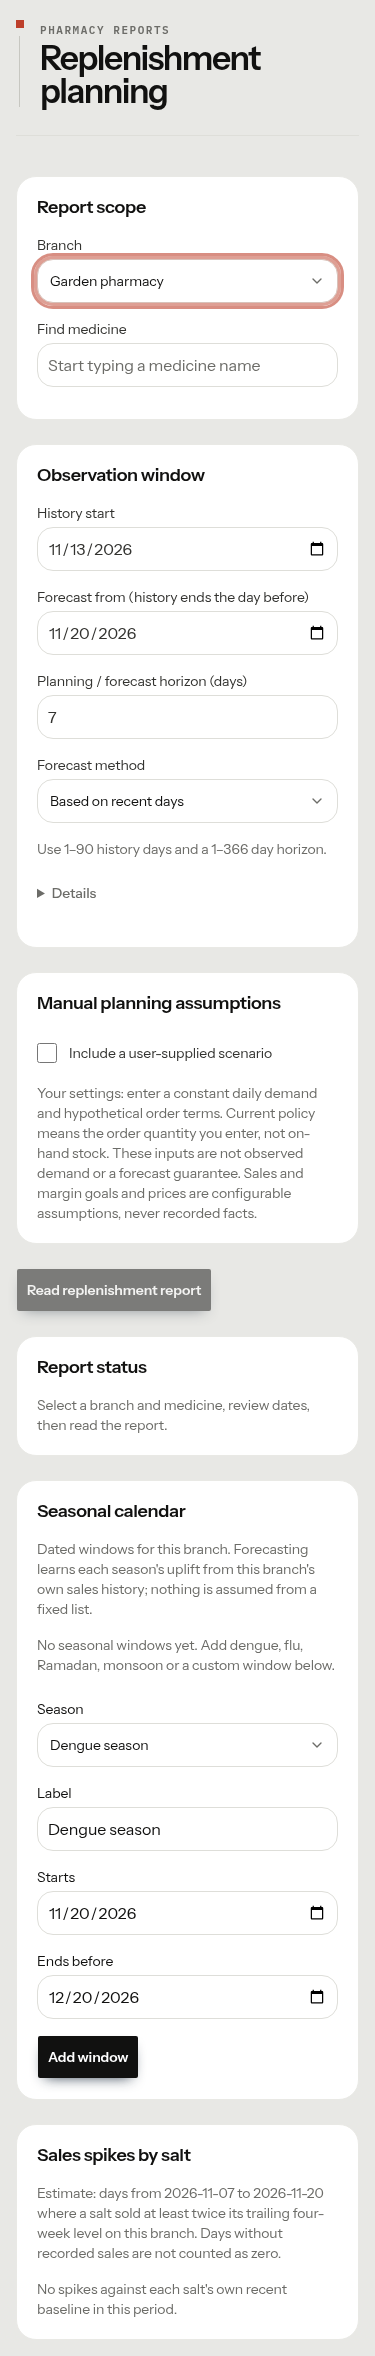 PHARMACY REPORTS
Replenishment
planning
Report scope
Branch
Garden pharmacy
Find medicine
Start typing a medicine name
Observation window
History start
11/13/2026
Forecast from (history ends the day before)
11/20/2026
Planning / forecast horizon (days)
7
Forecast method
Based on recent days
Use 1–90 history days and a 1–366 day horizon.
Details
Manual planning assumptions
Include a user-supplied scenario
Your settings: enter a constant daily demand
and hypothetical order terms. Current policy
means the order quantity you enter, not on-
hand stock. These inputs are not observed
demand or a forecast guarantee. Sales and
margin goals and prices are configurable
assumptions, never recorded facts.
Read replenishment report
Report status
Select a branch and medicine, review dates,
then read the report.
Seasonal calendar
Dated windows for this branch. Forecasting
learns each season's uplift from this branch's
own sales history; nothing is assumed from a
fixed list.
No seasonal windows yet. Add dengue, flu,
Ramadan, monsoon or a custom window below.
Season
Dengue season
Label
Dengue season
Starts
11/20/2026
Ends before
12/20/2026
Add window
Sales spikes by salt
Estimate: days from 2026-11-07 to 2026-11-20
where a salt sold at least twice its trailing four-
week level on this branch. Days without
recorded sales are not counted as zero.
No spikes against each salt's own recent
baseline in this period.